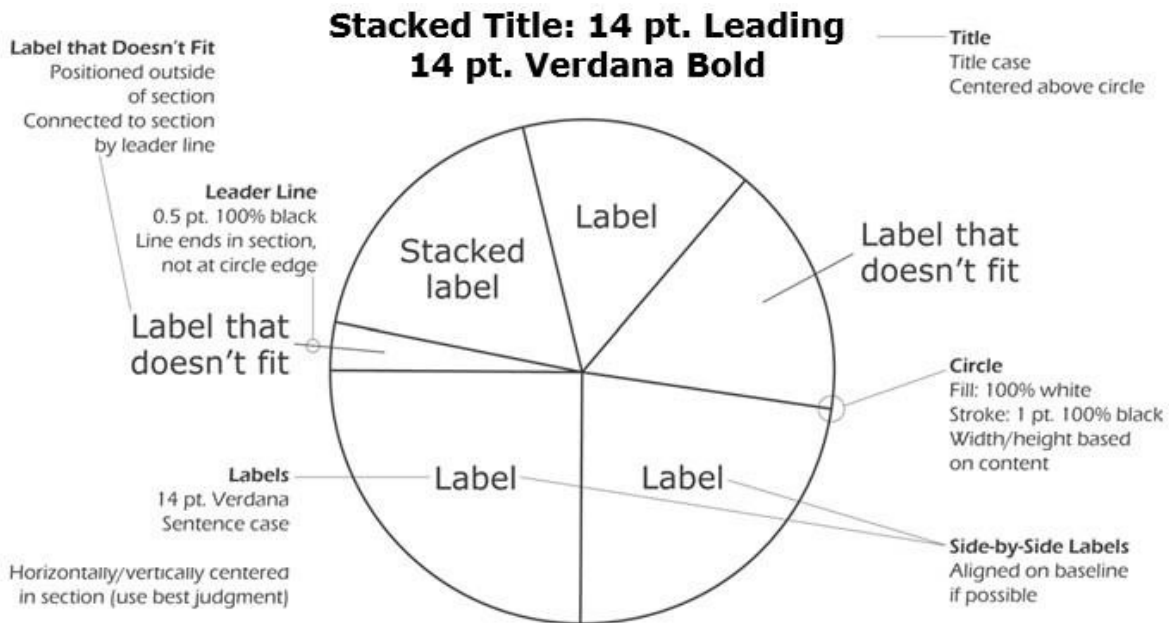 Stacked Title: 14 pt. Leading
14 pt. Verdana Bold
Label that Doesn't Fit
Positioned outside
of section
Connected to section
by leader line
Title
Title case
Centered above circle
Leader Line
0.5 pt. 100% black
Line ends in section,
not at circle edge
Label
Stacked
label
Label that
doesn't fit
Label that
doesn't fit
Circle
Fill: 100% white
Stroke: 1 pt. 100% black
Width/height based
on content
Labels
14 pt. Verdana
Sentence case
Horizontally/vertically centered
in section (use best judgment)
Label
Label
Side-by-Side Labels
Aligned on baseline
if possible